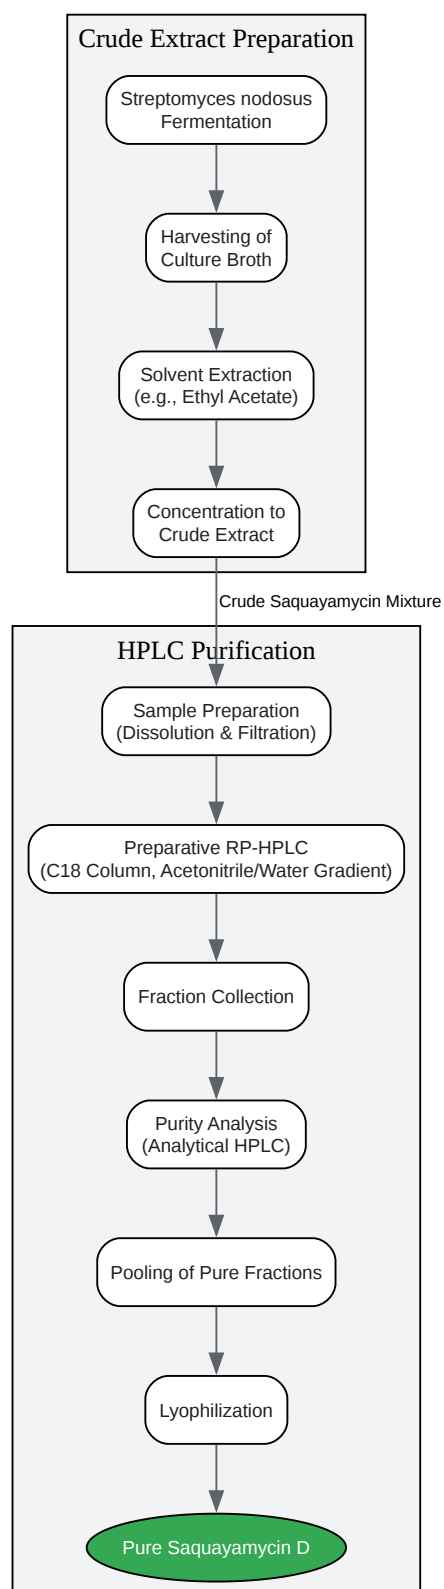 Crude Extract Preparation
Streptomyces nodosus
Fermentation
Harvesting of
Culture Broth
Solvent Extraction
(e.g., Ethyl Acetate)
Concentration to
Crude Extract
Crude Saquayamycin Mixture
HPLC Purification
Sample Preparation
(Dissolution & Filtration)
Preparative RP-HPLC
(C18 Column, Acetonitrile/Water Gradient)
Fraction Collection
Purity Analysis
(Analytical HPLC)
Pooling of Pure Fractions
Lyophilization
Pure Saquayamycin D